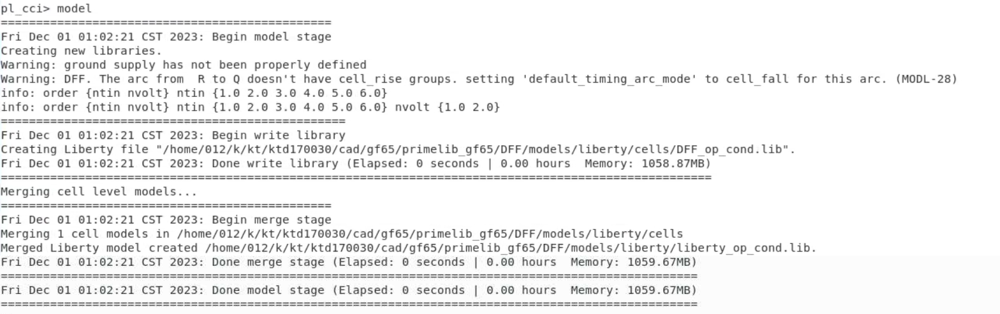 pl_cci> model
===============================================
Fri Dec 01 01:02:21 CST 2023: Begin model stage
Creating new libraries.
Warning: ground supply has not been properly defined
Warning: DFF. The arc from  R to Q doesn't have cell_rise groups. setting 'default_timing_arc_mode' to cell_fall for this arc. (MODL-28)
info: order {ntin nvolt} ntin {1.0 2.0 3.0 4.0 5.0 6.0}
info: order {ntin nvolt} ntin {1.0 2.0 3.0 4.0 5.0 6.0} nvolt {1.0 2.0}
=================================================
Fri Dec 01 01:02:21 CST 2023: Begin write library
Creating Liberty file "/home/012/k/kt/ktd170030/cad/gf65/primelib_gf65/DFF/models/liberty/cells/DFF_op_cond.lib".
Fri Dec 01 01:02:21 CST 2023: Done write library (Elapsed: 0 seconds | 0.00 hours  Memory: 1058.87MB)
=====================================================================================================
Merging cell level models...
===============================================
Fri Dec 01 01:02:21 CST 2023: Begin merge stage
Merging 1 cell models in /home/012/k/kt/ktd170030/cad/gf65/primelib_gf65/DFF/models/liberty/cells
Merged Liberty model created /home/012/k/kt/ktd170030/cad/gf65/primelib_gf65/DFF/models/liberty/liberty_op_cond.lib.
Fri Dec 01 01:02:21 CST 2023: Done merge stage (Elapsed: 0 seconds | 0.00 hours  Memory: 1059.67MB)
===================================================================================================
Fri Dec 01 01:02:21 CST 2023: Done model stage (Elapsed: 0 seconds | 0.00 hours  Memory: 1059.67MB)
===================================================================================================